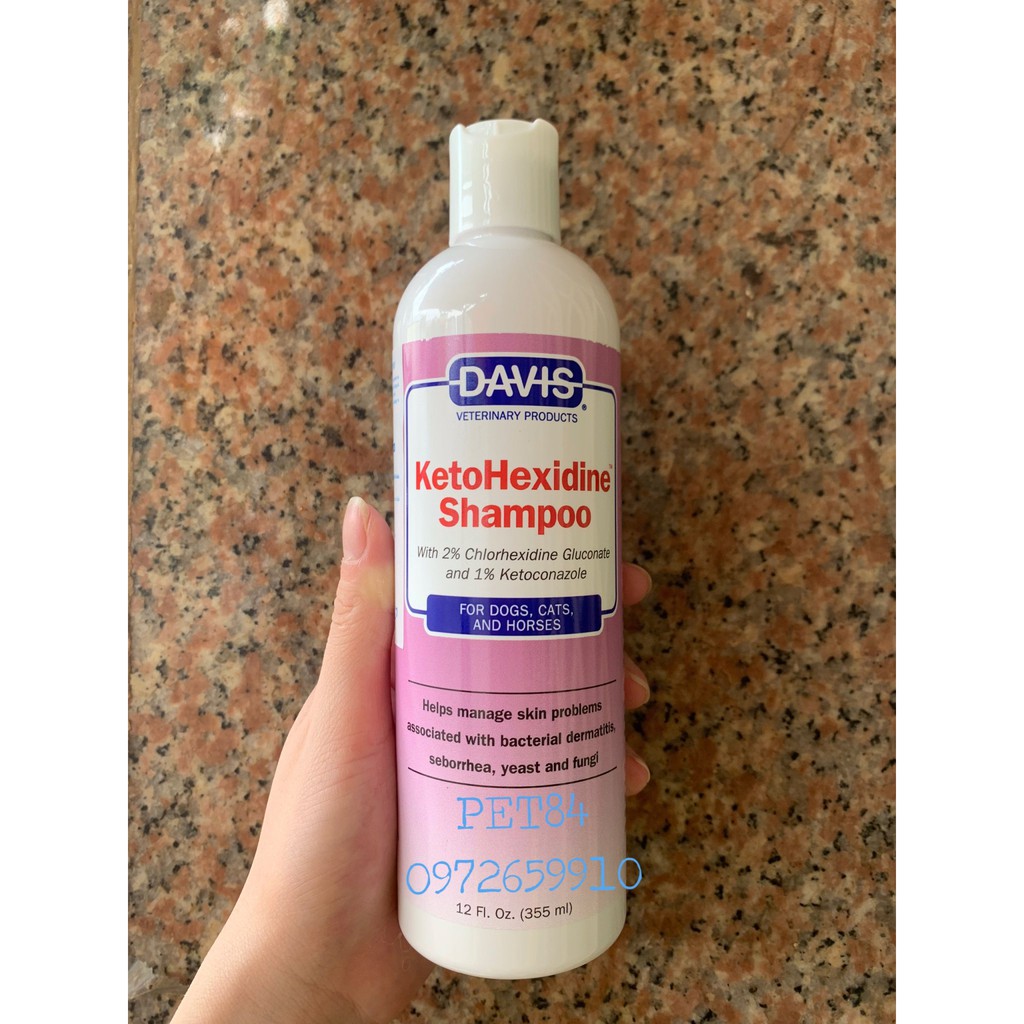 DAVIS®
VETERINARY PRODUCTS
KetoHexidine™
Shampoo
With 2% Chlorhexidine Gluconate
and 1% Ketoconazole
FOR DOGS, CATS,
AND HORSES
Helps manage skin problems
associated with bacterial dermatitis,
seborrhea, yeast and fungi
PET84
0972659910
12 Fl. Oz. (355 ml)